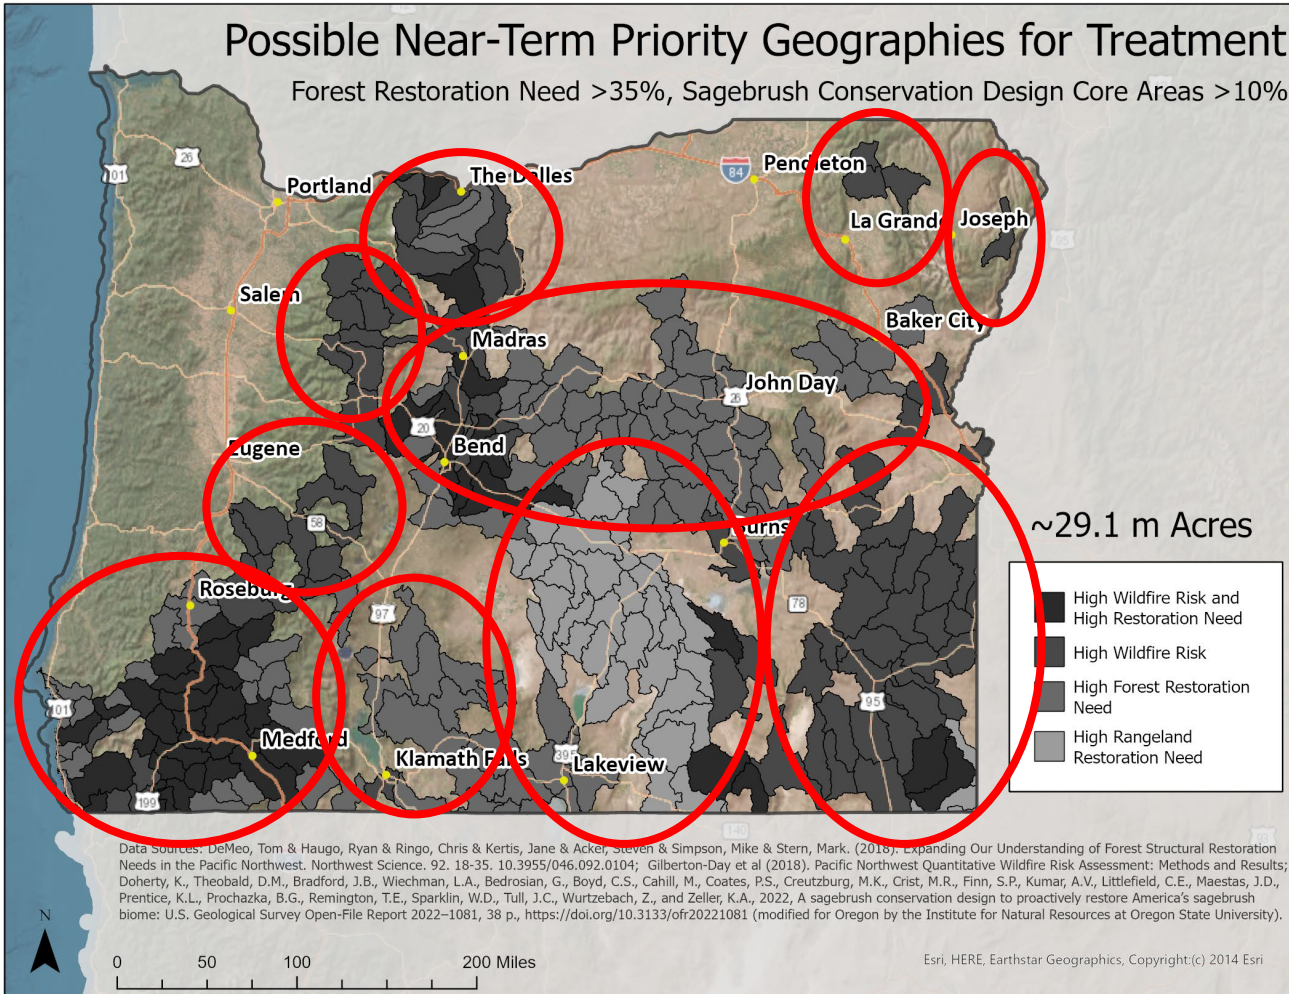 Possible Near-Term Priority Geographies for Treatment
Forest Restoration Need >35%, Sagebrush Conservation Design Core Areas >10%
26
101
Portland
The Dalles
84
Pendleton
La Grande
Joseph
95
Salem
Madras
Baker City
John Day
26
20
Eugene
Bend
58
Burns
~29.1 m Acres
Roseburg
97
78
High Wildfire Risk and
High Restoration Need
High Wildfire Risk
High Forest Restoration
Need
High Rangeland
Restoration Need
101
95
Medford
Klamath Falls
395
Lakeview
199
140
93
Data Sources: DeMeo, Tom & Haugo, Ryan & Ringo, Chris & Kertis, Jane & Acker, Steven & Simpson, Mike & Stern, Mark. (2018). Expanding Our Understanding of Forest Structural Restoration
Needs in the Pacific Northwest. Northwest Science. 92. 18-35. 10.3955/046.092.0104; Gilberton-Day et al (2018). Pacific Northwest Quantitative Wildfire Risk Assessment: Methods and Results;
Doherty, K., Theobald, D.M., Bradford, J.B., Wiechman, L.A., Bedrosian, G., Boyd, C.S., Cahill, M., Coates, P.S., Creutzburg, M.K., Crist, M.R., Finn, S.P., Kumar, A.V., Littlefield, C.E., Maestas, J.D.,
Prentice, K.L., Prochazka, B.G., Remington, T.E., Sparklin, W.D., Tull, J.C., Wurtzebach, Z., and Zeller, K.A., 2022, A sagebrush conservation design to proactively restore America's sagebrush
biome: U.S. Geological Survey Open-File Report 2022–1081, 38 p., https://doi.org/10.3133/ofr20221081 (modified for Oregon by the Institute for Natural Resources at Oregon State University).
N
0 50 100 200 Miles
Esri, HERE, Earthstar Geographics, Copyright:(c) 2014 Esri